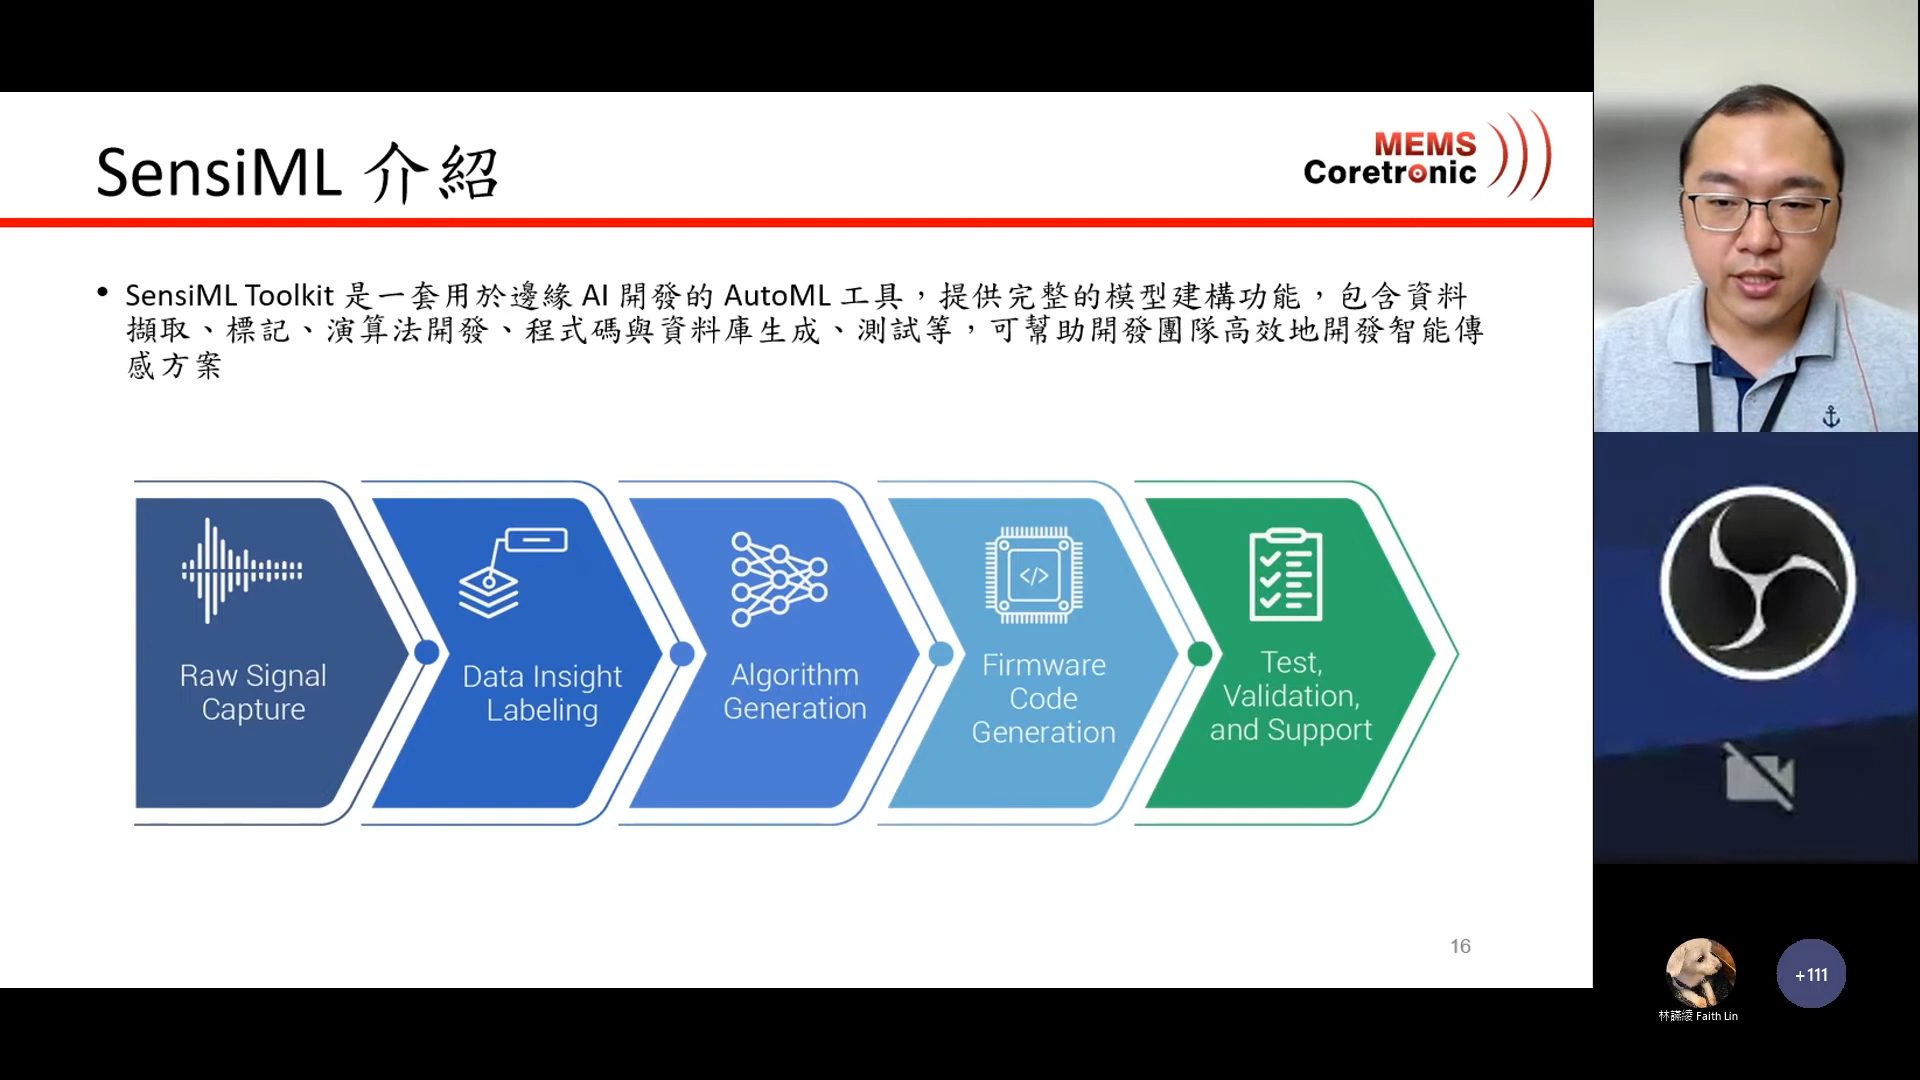 SensiML 介紹
MEMS
Coretronic
• SensiML Toolkit 是一套用於邊緣 AI 開發的 AutoML 工具，提供完整的模型建構功能，包含資料
擷取、標記、演算法開發、程式碼與資料庫生成、測試等，可幫助開發團隊高效地開發智能傳
感方案
Raw Signal
Capture
Data Insight
Labeling
Algorithm
Generation
</>
Firmware
Code
Generation
Test,
Validation,
and Support
16
+111
Faith Lin